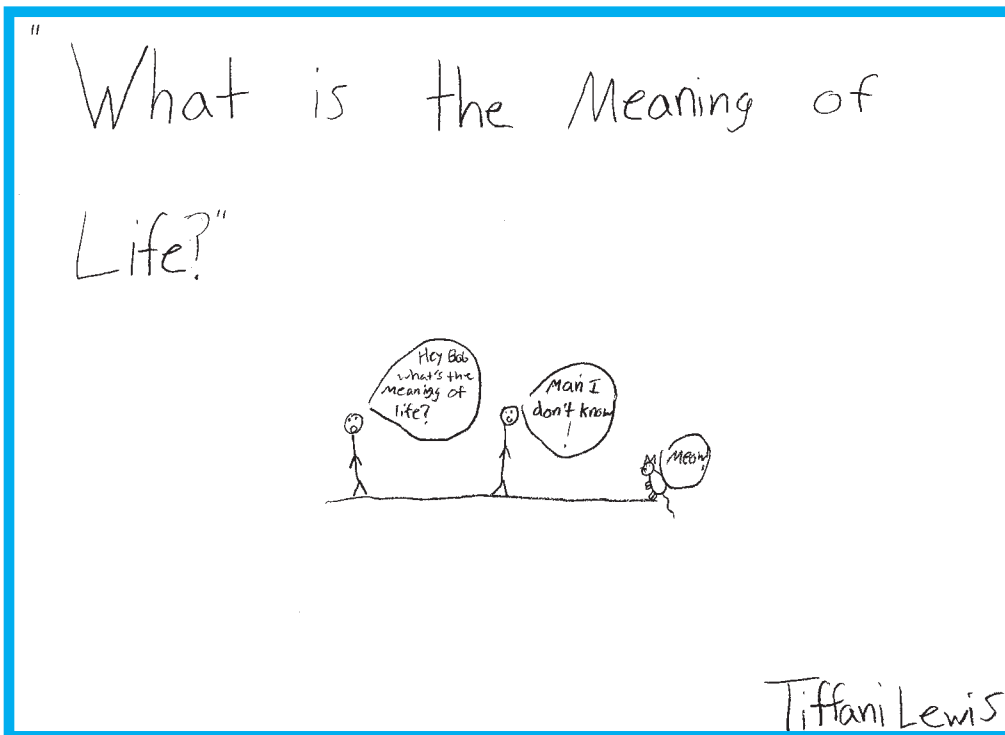 "What is the Meaning of
Life?"
Hey Bob
what's the
meaning of
life?
Man I
don't know
!
Meow
Tiffani Lewis